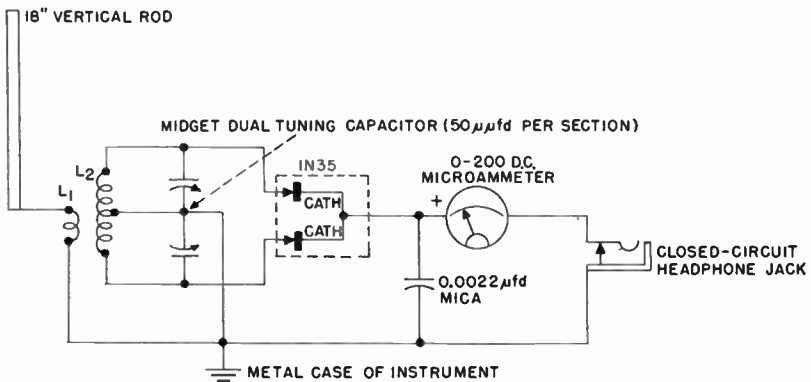 18" VERTICAL ROD
MIDGET DUAL TUNING CAPACITOR (50μμfd PER SECTION)
L1
L2
IN35
CATH
CATH
0-200 D.C.
MICROAMMETER
+
CLOSED-CIRCUIT
HEADPHONE JACK
0.0022μfd
MICA
METAL CASE OF INSTRUMENT